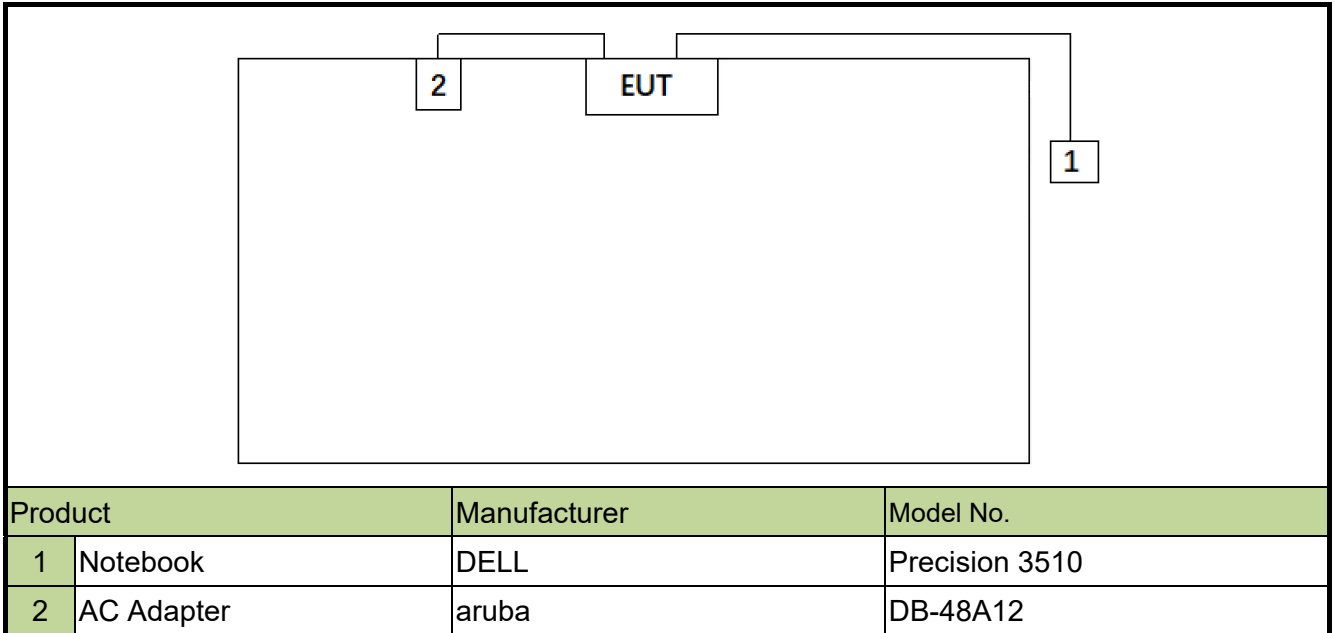 2 EUT
1
Product Manufacturer Model No.
1 Notebook DELL Precision 3510
2 AC Adapter aruba DB-48A12